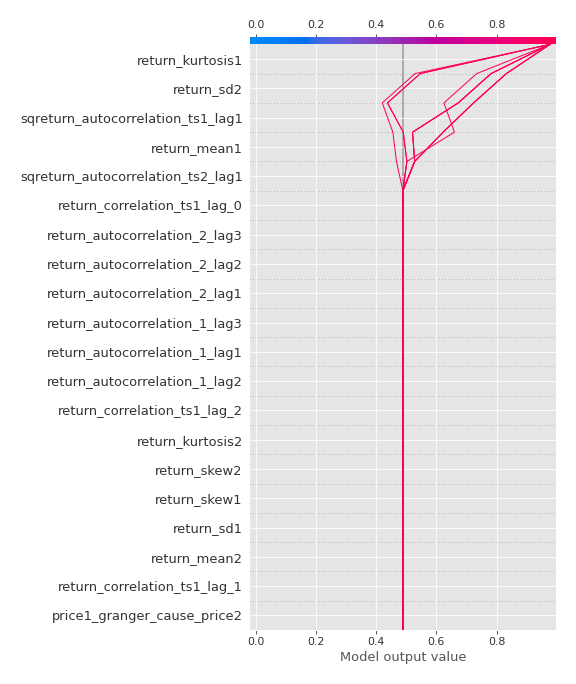 0.0 0.2 0.4 0.6 0.8
return_kurtosis1
return_sd2
sqreturn_autocorrelation_ts1_lag1
return_mean1
sqreturn_autocorrelation_ts2_lag1
return_correlation_ts1_lag_0
return_autocorrelation_2_lag3
return_autocorrelation_2_lag2
return_autocorrelation_2_lag1
return_autocorrelation_1_lag3
return_autocorrelation_1_lag1
return_autocorrelation_1_lag2
return_correlation_ts1_lag_2
return_kurtosis2
return_skew2
return_skew1
return_sd1
return_mean2
return_correlation_ts1_lag_1
price1_granger_cause_price2
0.0 0.2 0.4 0.6 0.8
Model output value